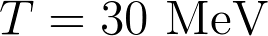 T = 30 MeV